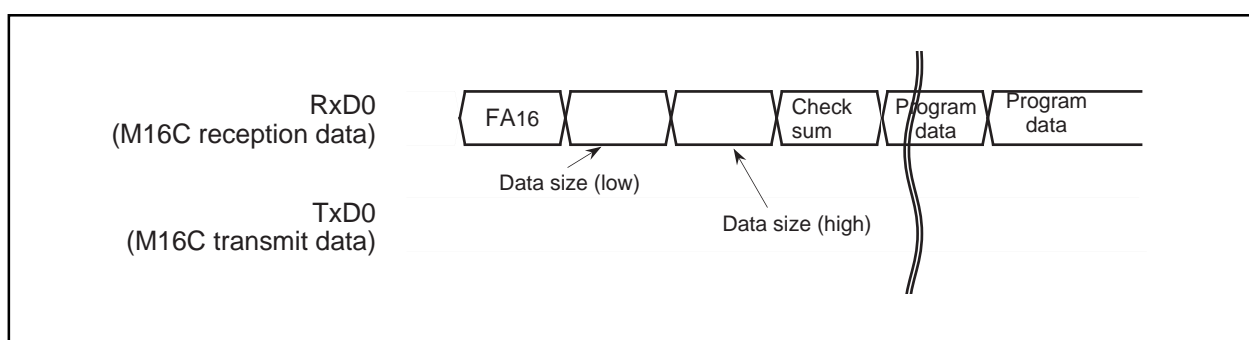 RxD0
(M16C reception data)
FA16
Check
sum
Program
data
Program
data
Data size (low)
Data size (high)
TxD0
(M16C transmit data)